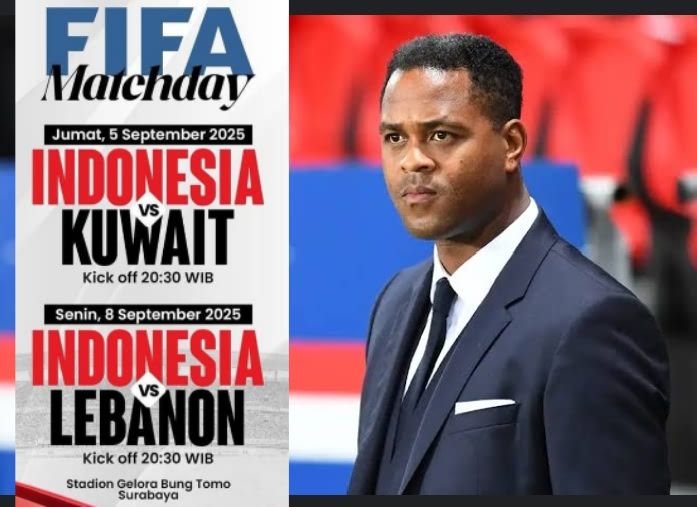 FIFA
Matchday
Jumat, 5 September 2025
INDONESIA
VS
KUWAIT
Kick off 20:30 WIB
Senin, 8 September 2025
INDONESIA
VS
LEBANON
Kick off 20:30 WIB
Stadion Gelora Bung Tomo
Surabaya